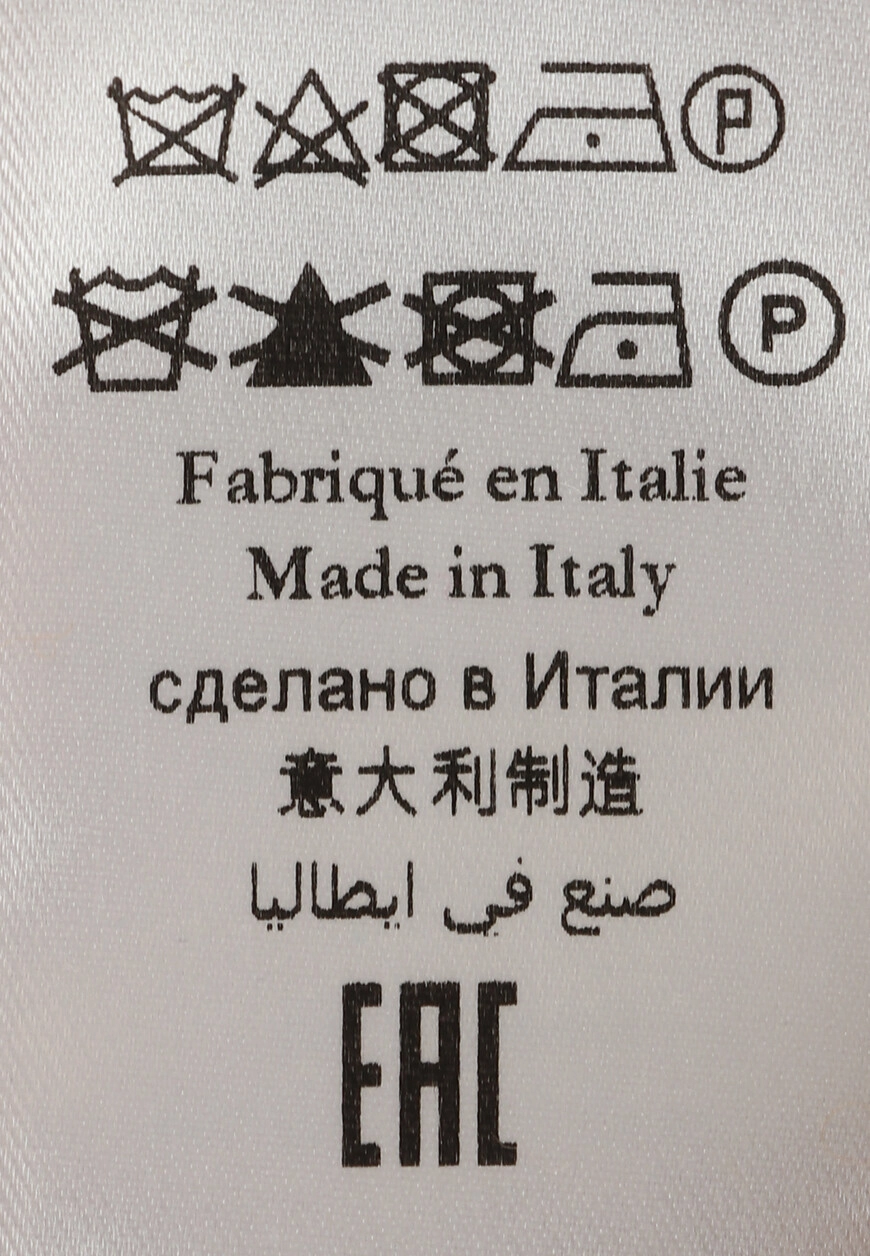 P
P
Fabriqué en Italie
Made in Italy
сделано в Италии
意大利制造
صنع في ايطاليا
EAC